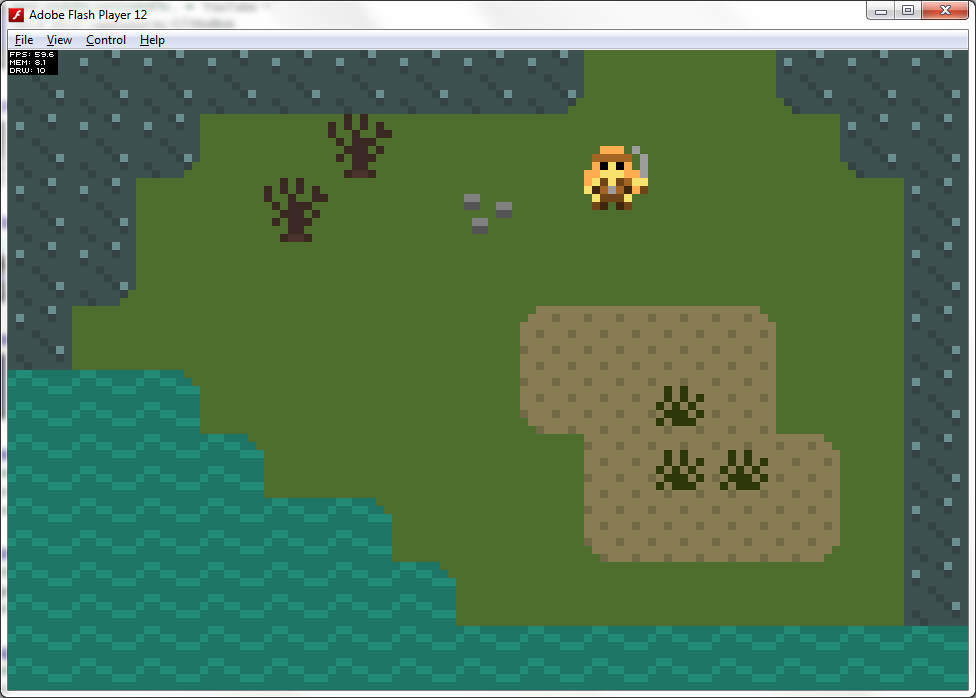 Adobe Flash Player 12
File View Control Help
FPS: 59.6
MEM: 8.1
DRW: 10